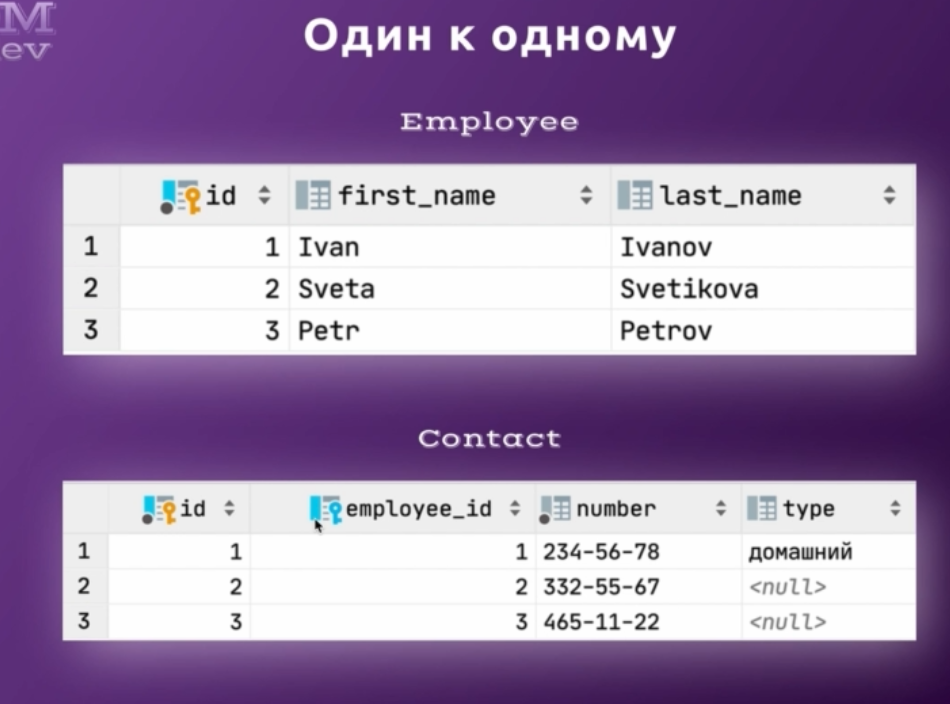 M
ev
Один к одному
Employee
id first_name last_name
1 1 Ivan Ivanov
2 2 Sveta Svetikova
3 3 Petr Petrov
Contact
id employee_id number type
1 1 1 234-56-78 домашний
2 2 2 332-55-67 <null>
3 3 3 465-11-22 <null>